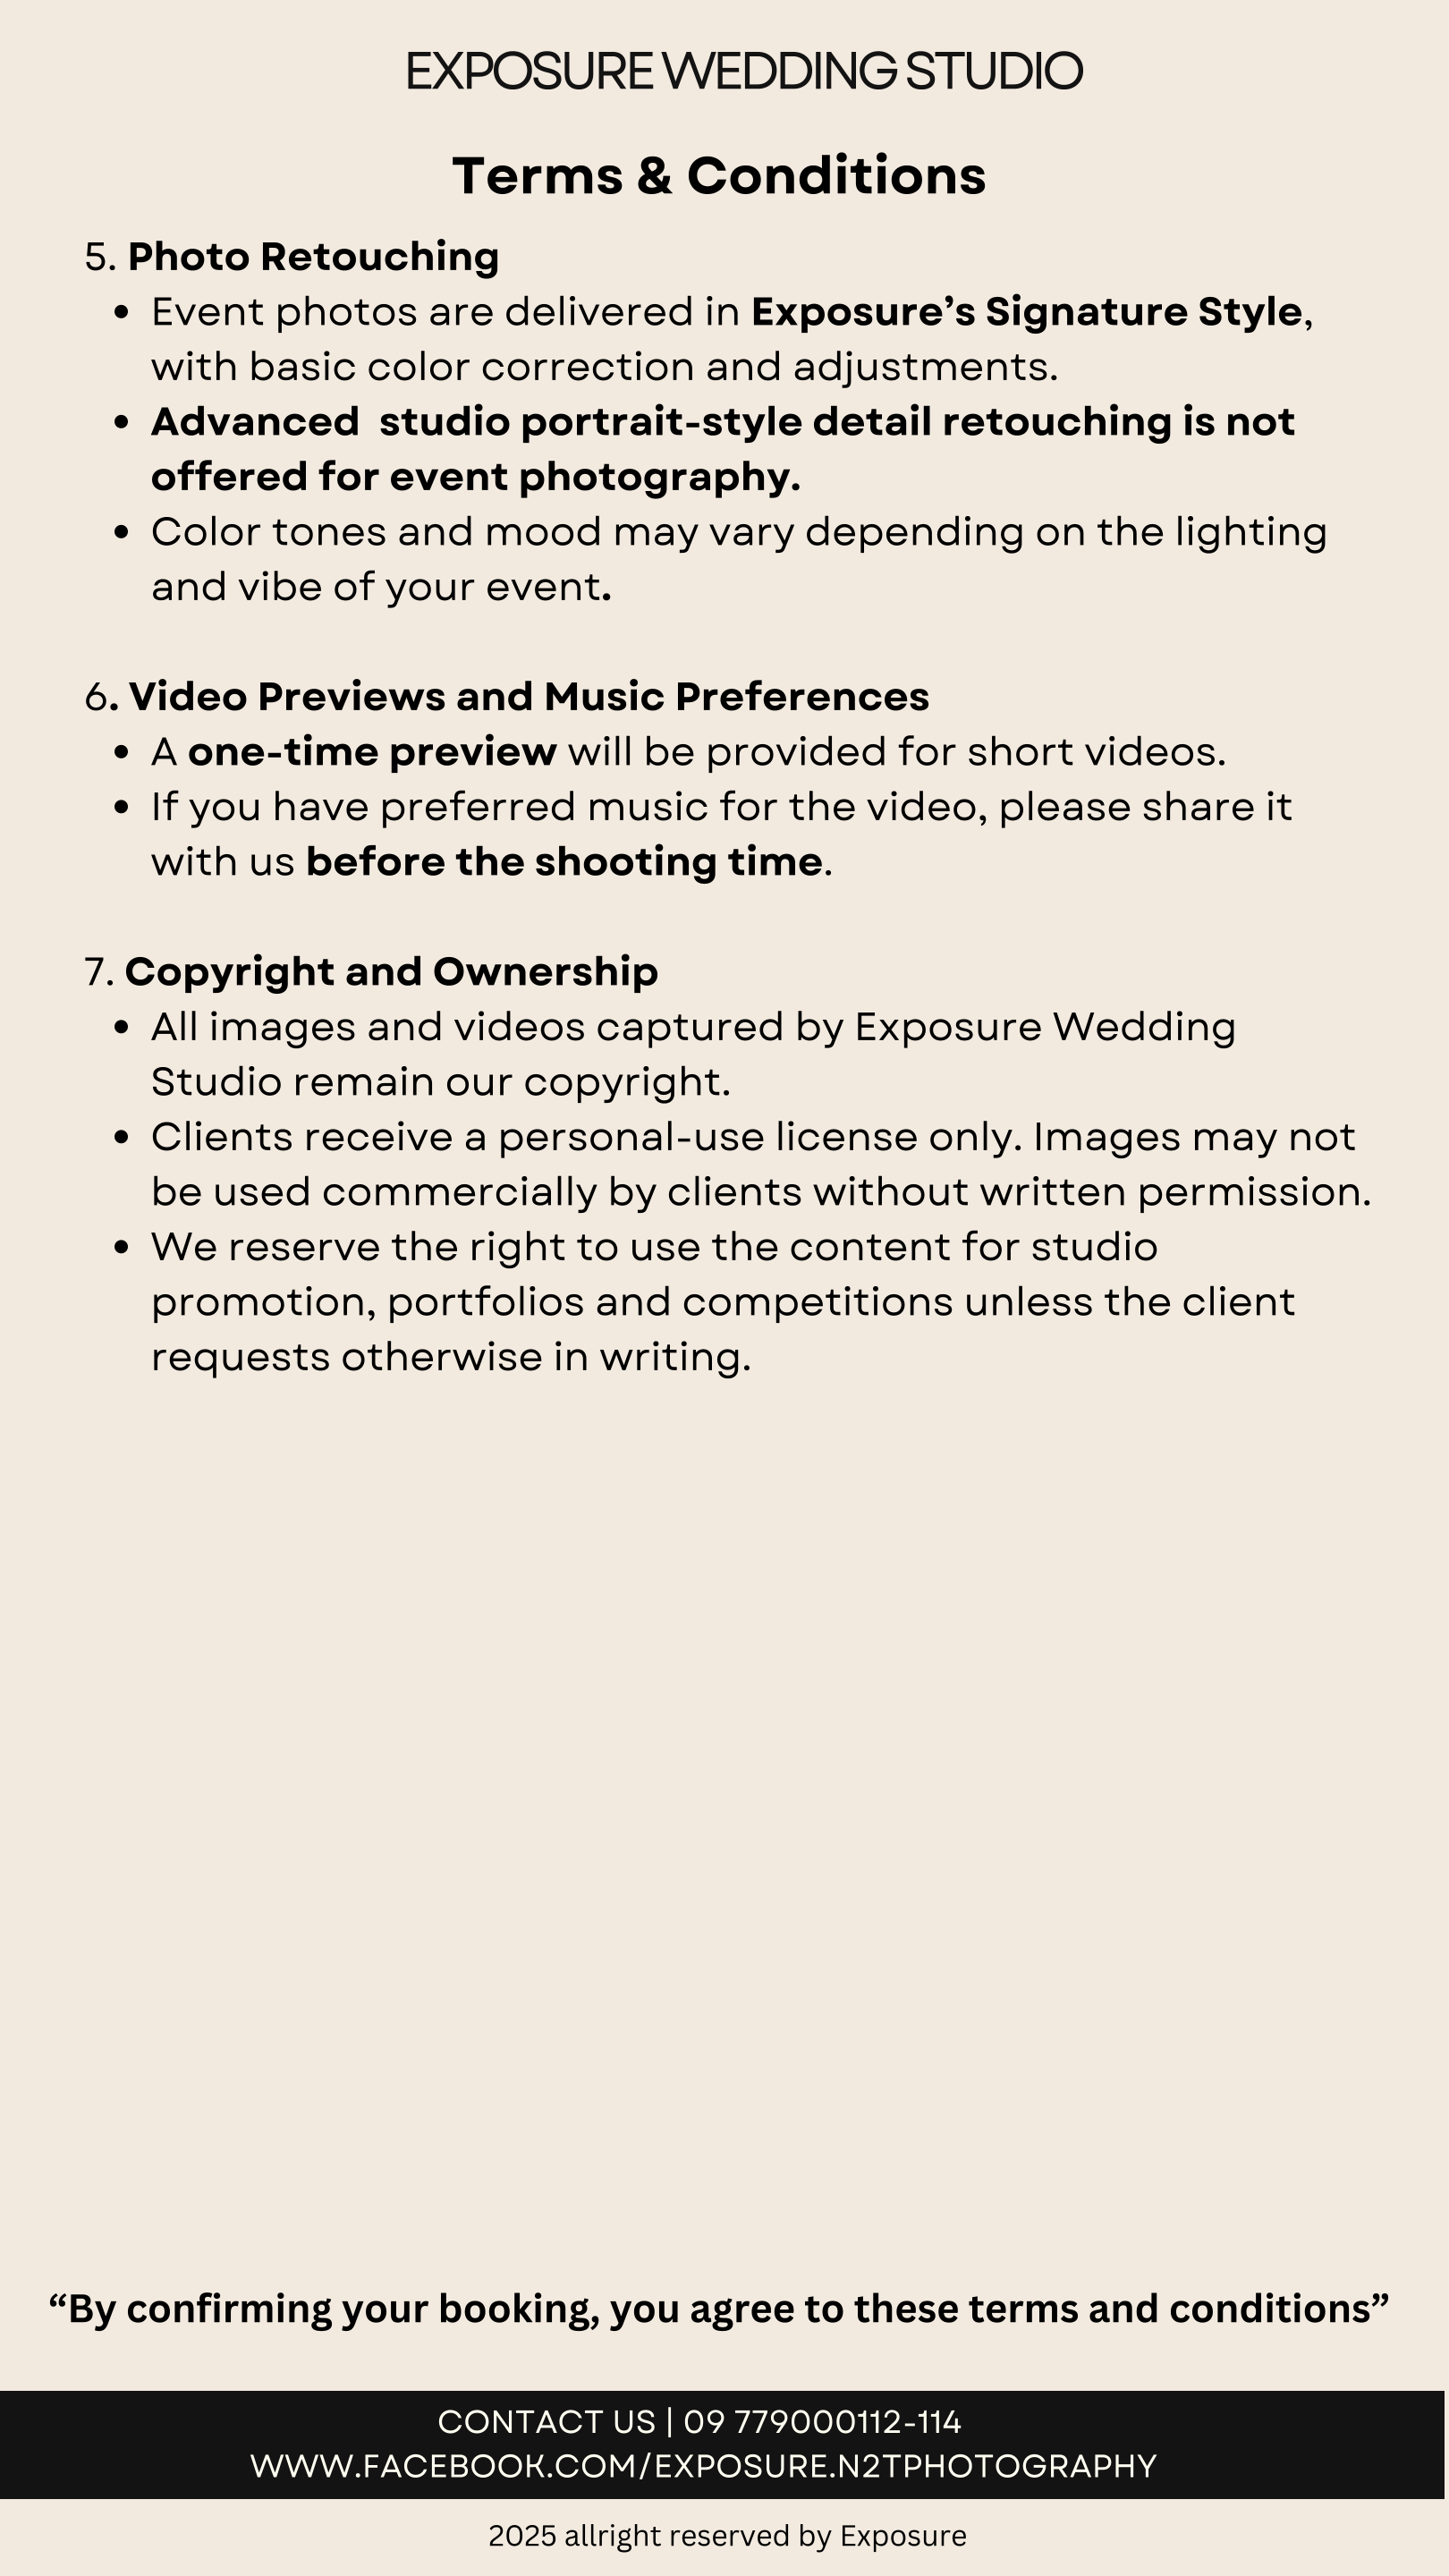 EXPOSURE WEDDING STUDIO
Terms & Conditions
5. Photo Retouching
• Event photos are delivered in Exposure’s Signature Style,
with basic color correction and adjustments.
• Advanced  studio portrait-style detail retouching is not
offered for event photography.
• Color tones and mood may vary depending on the lighting
and vibe of your event.
6. Video Previews and Music Preferences
• A one-time preview will be provided for short videos.
• If you have preferred music for the video, please share it
with us before the shooting time.
7. Copyright and Ownership
• All images and videos captured by Exposure Wedding
Studio remain our copyright.
• Clients receive a personal-use license only. Images may not
be used commercially by clients without written permission.
• We reserve the right to use the content for studio
promotion, portfolios and competitions unless the client
requests otherwise in writing.
“By confirming your booking, you agree to these terms and conditions”
CONTACT US | 09 779000112-114
WWW.FACEBOOK.COM/EXPOSURE.N2TPHOTOGRAPHY
2025 allright reserved by Exposure